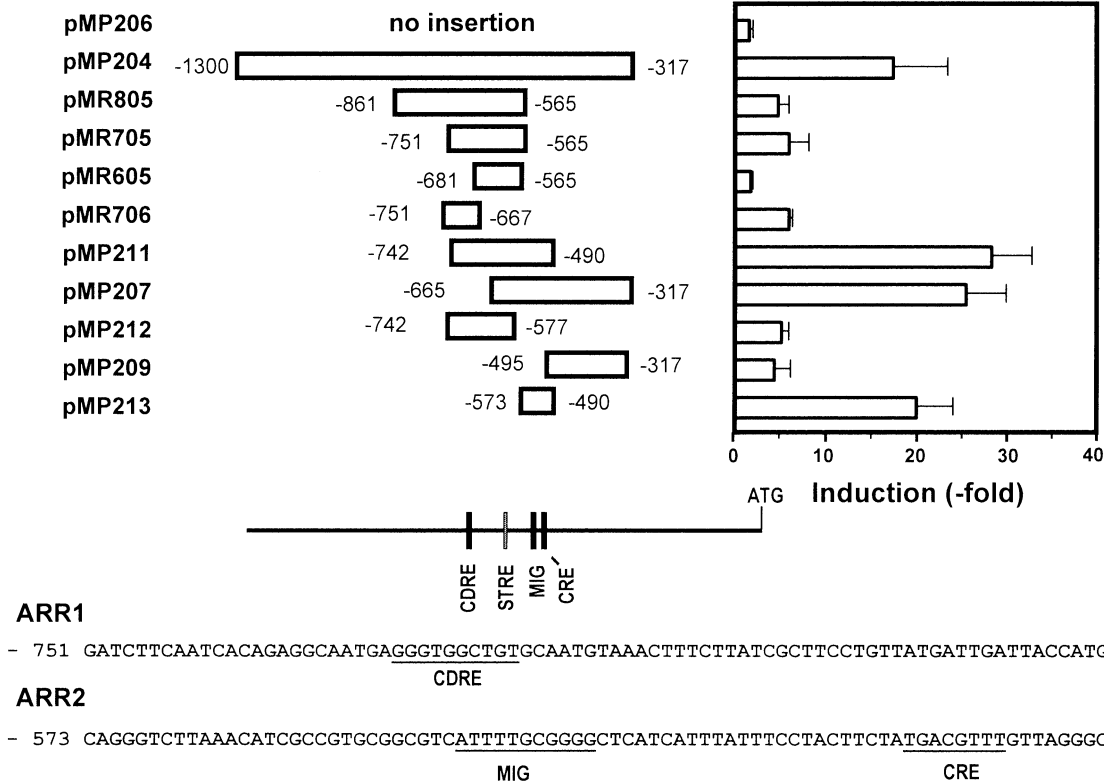 pMP206 no insertion
pMP204 -1300 -317
pMR805 -861 -565
pMR705 -751 -565
pMR605 -681 -565
pMR706 -751 -667
pMP211 -742 -490
pMP207 -665 -317
pMP212 -742 -577
pMP209 -495 -317
pMP213 -573 -490
0 10 20 30 40
Induction (-fold)
ATG
CDRE STRE MIG CRE
ARR1
- 751 GATCTTCAATCACAGAGGCAATGAGGGTGGCTGTGCAATGTAAACTTTCTTATCGCTTCCTGTTATGATTGATTACCATG
CDRE
ARR2
- 573 CAGGGTCTTAAACATCGCCGTGCGGCGTCATTTTGCGGGGCTCATCATTTATTTCCTACTTCTATGACGTTTGTTAGGGC
MIG CRE